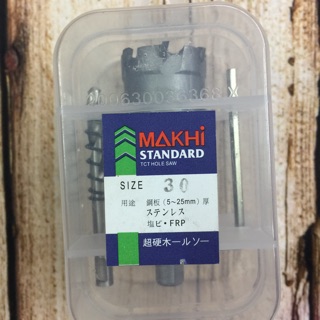 MAKHi
STANDARD
TCT HOLE SAW
SIZE 30
用途 鋼板(5~25mm)厚
ステンレス
塩ビ・FRP
超硬ホールソー